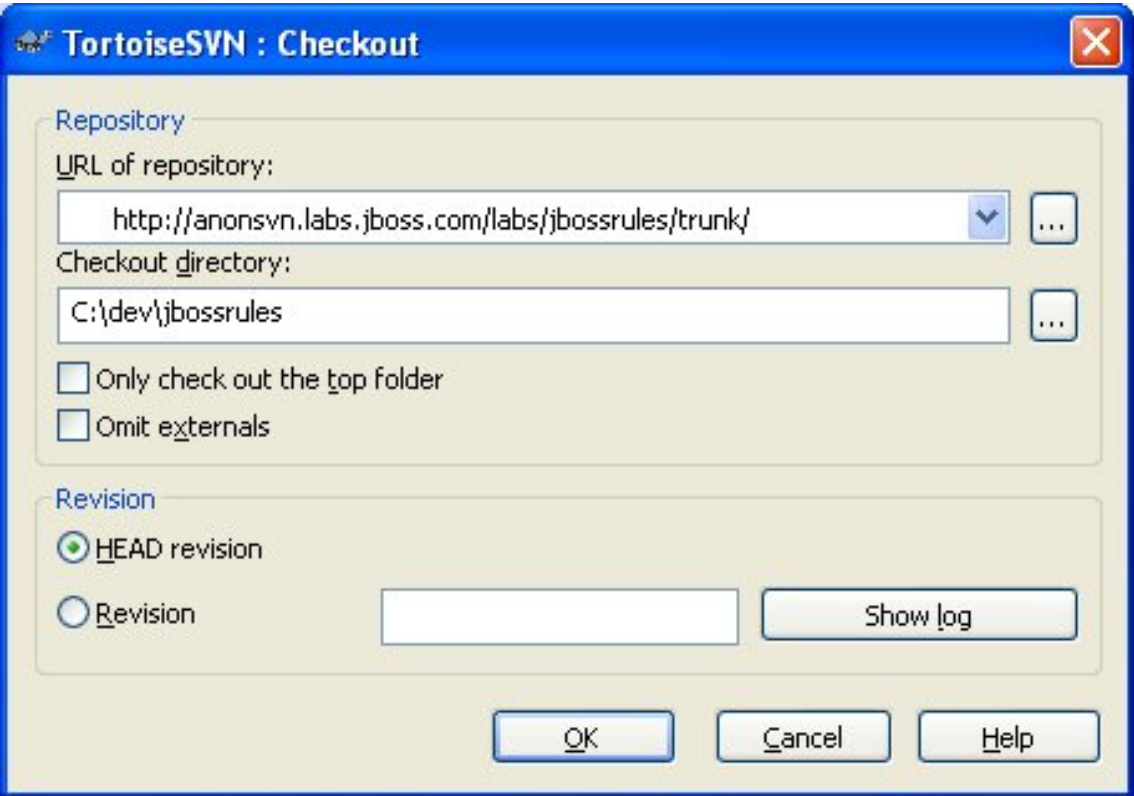 TortoiseSVN : Checkout
Repository
URL of repository:
http://anonsvn.labs.jboss.com/labs/jbossrules/trunk/
...
Checkout directory:
C:\dev\jbossrules
...
Only check out the top folder
Omit externals
Revision
HEAD revision
Revision
Show log
OK Cancel Help